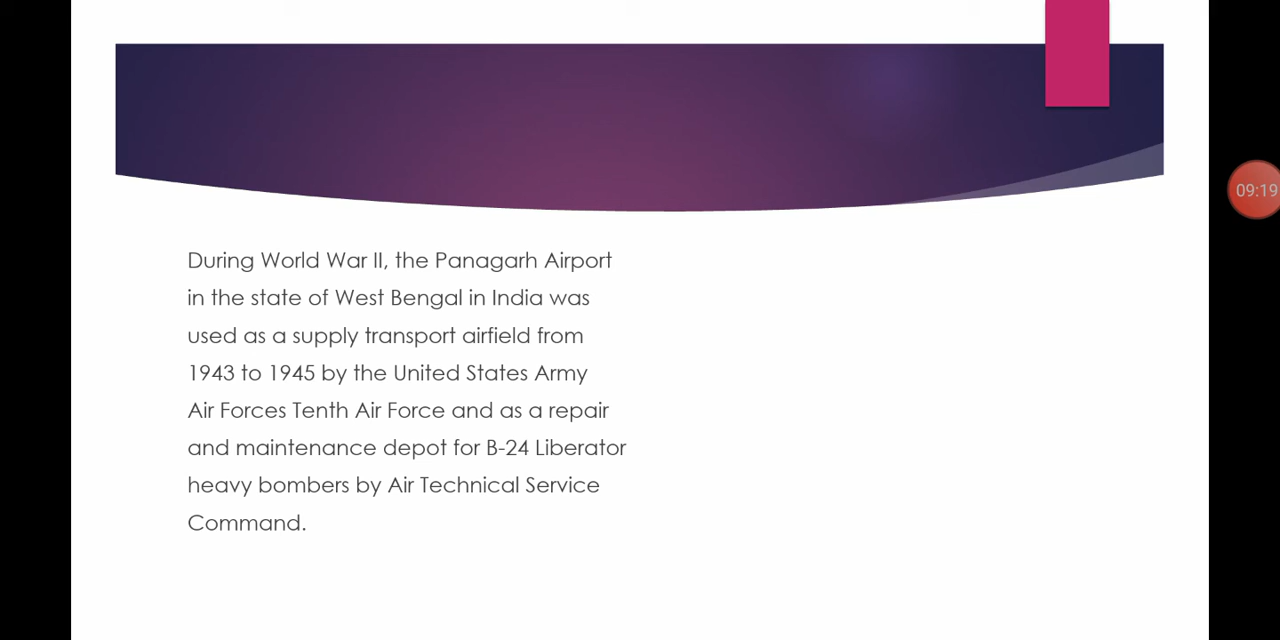 During World War II, the Panagarh Airport
in the state of West Bengal in India was
used as a supply transport airfield from
1943 to 1945 by the United States Army
Air Forces Tenth Air Force and as a repair
and maintenance depot for B-24 Liberator
heavy bombers by Air Technical Service
Command.
09:19